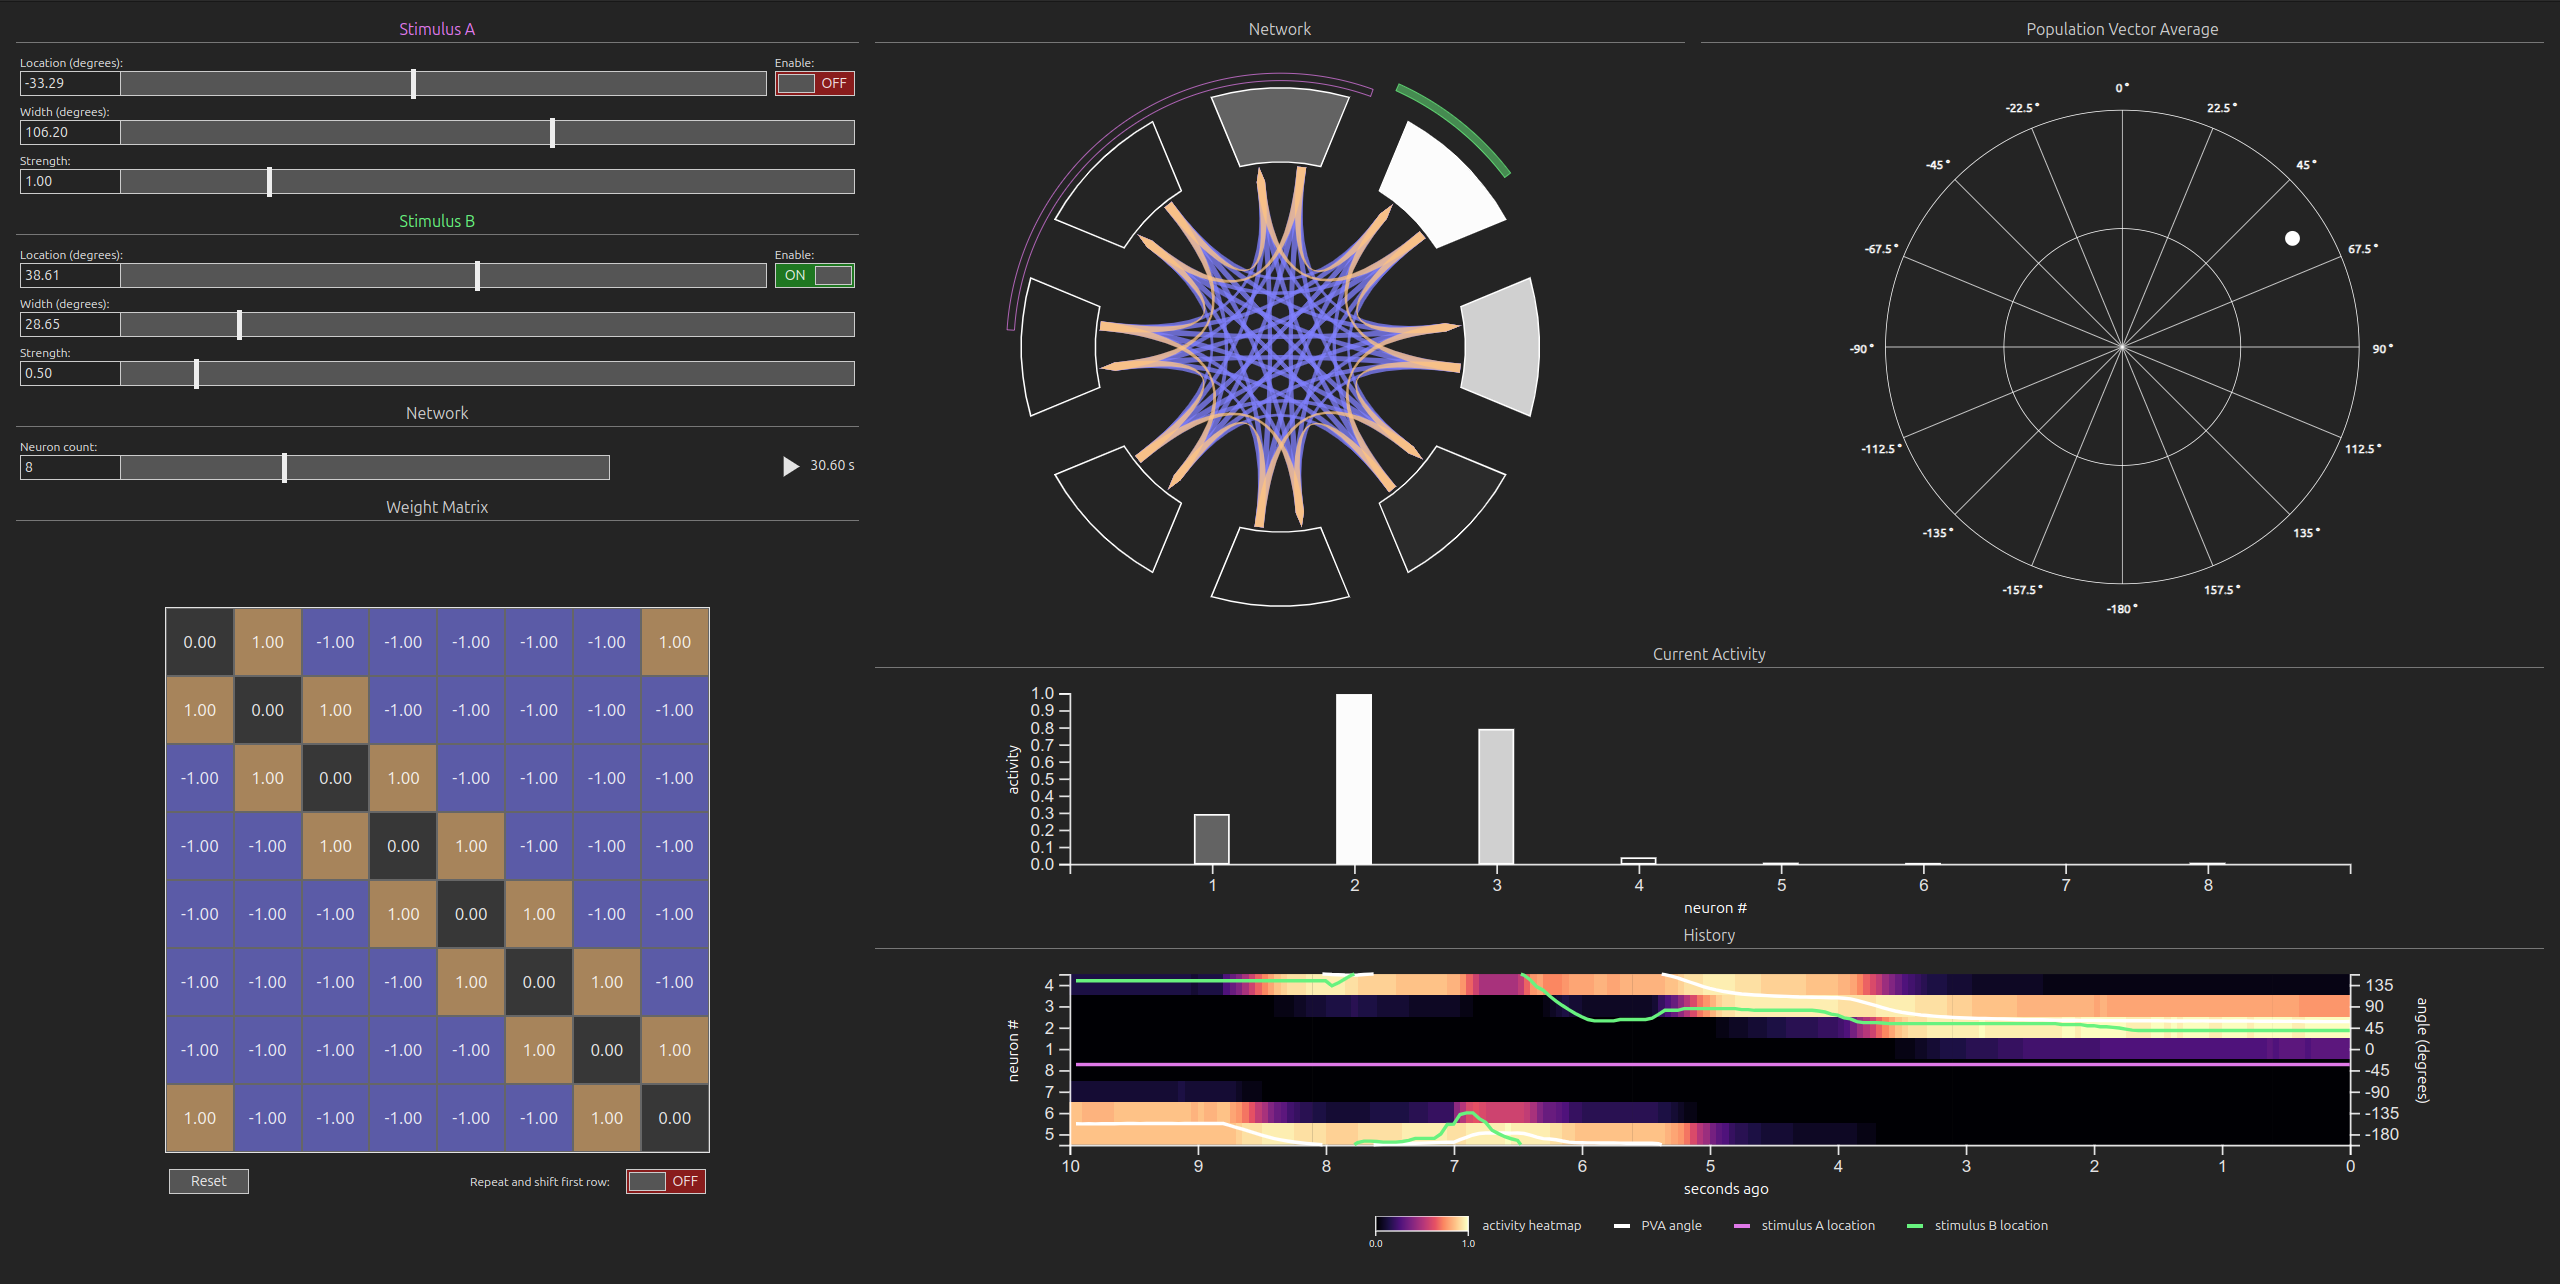 Stimulus A
Location (degrees):
-33.29
Enable:
OFF
Width (degrees):
106.20
Strength:
1.00
Stimulus B
Location (degrees):
38.61
Enable:
ON
Width (degrees):
28.65
Strength:
0.50
Network
Neuron count:
8
30.60 s
Weight Matrix
0.00 1.00 -1.00 -1.00 -1.00 -1.00 -1.00 1.00
1.00 0.00 1.00 -1.00 -1.00 -1.00 -1.00 -1.00
-1.00 1.00 0.00 1.00 -1.00 -1.00 -1.00 -1.00
-1.00 -1.00 1.00 0.00 1.00 -1.00 -1.00 -1.00
-1.00 -1.00 -1.00 1.00 0.00 1.00 -1.00 -1.00
-1.00 -1.00 -1.00 -1.00 1.00 0.00 1.00 -1.00
-1.00 -1.00 -1.00 -1.00 -1.00 1.00 0.00 1.00
1.00 -1.00 -1.00 -1.00 -1.00 -1.00 1.00 0.00
Reset
Repeat and shift first row:
OFF
Network
Population Vector Average
0°
-22.5° 22.5°
-45° 45°
-67.5° 67.5°
-90° 90°
-112.5° 112.5°
-135° 135°
-157.5° 157.5°
-180°
Current Activity
activity
1.0
0.9
0.8
0.7
0.6
0.5
0.4
0.3
0.2
0.1
0.0
1 2 3 4 5 6 7 8
neuron #
History
neuron #
4
3
2
1
8
7
6
5
135
90
45
0
-45
-90
-135
-180
angle (degrees)
10 9 8 7 6 5 4 3 2 1 0
seconds ago
activity heatmap
0.0 1.0
PVA angle
stimulus A location
stimulus B location